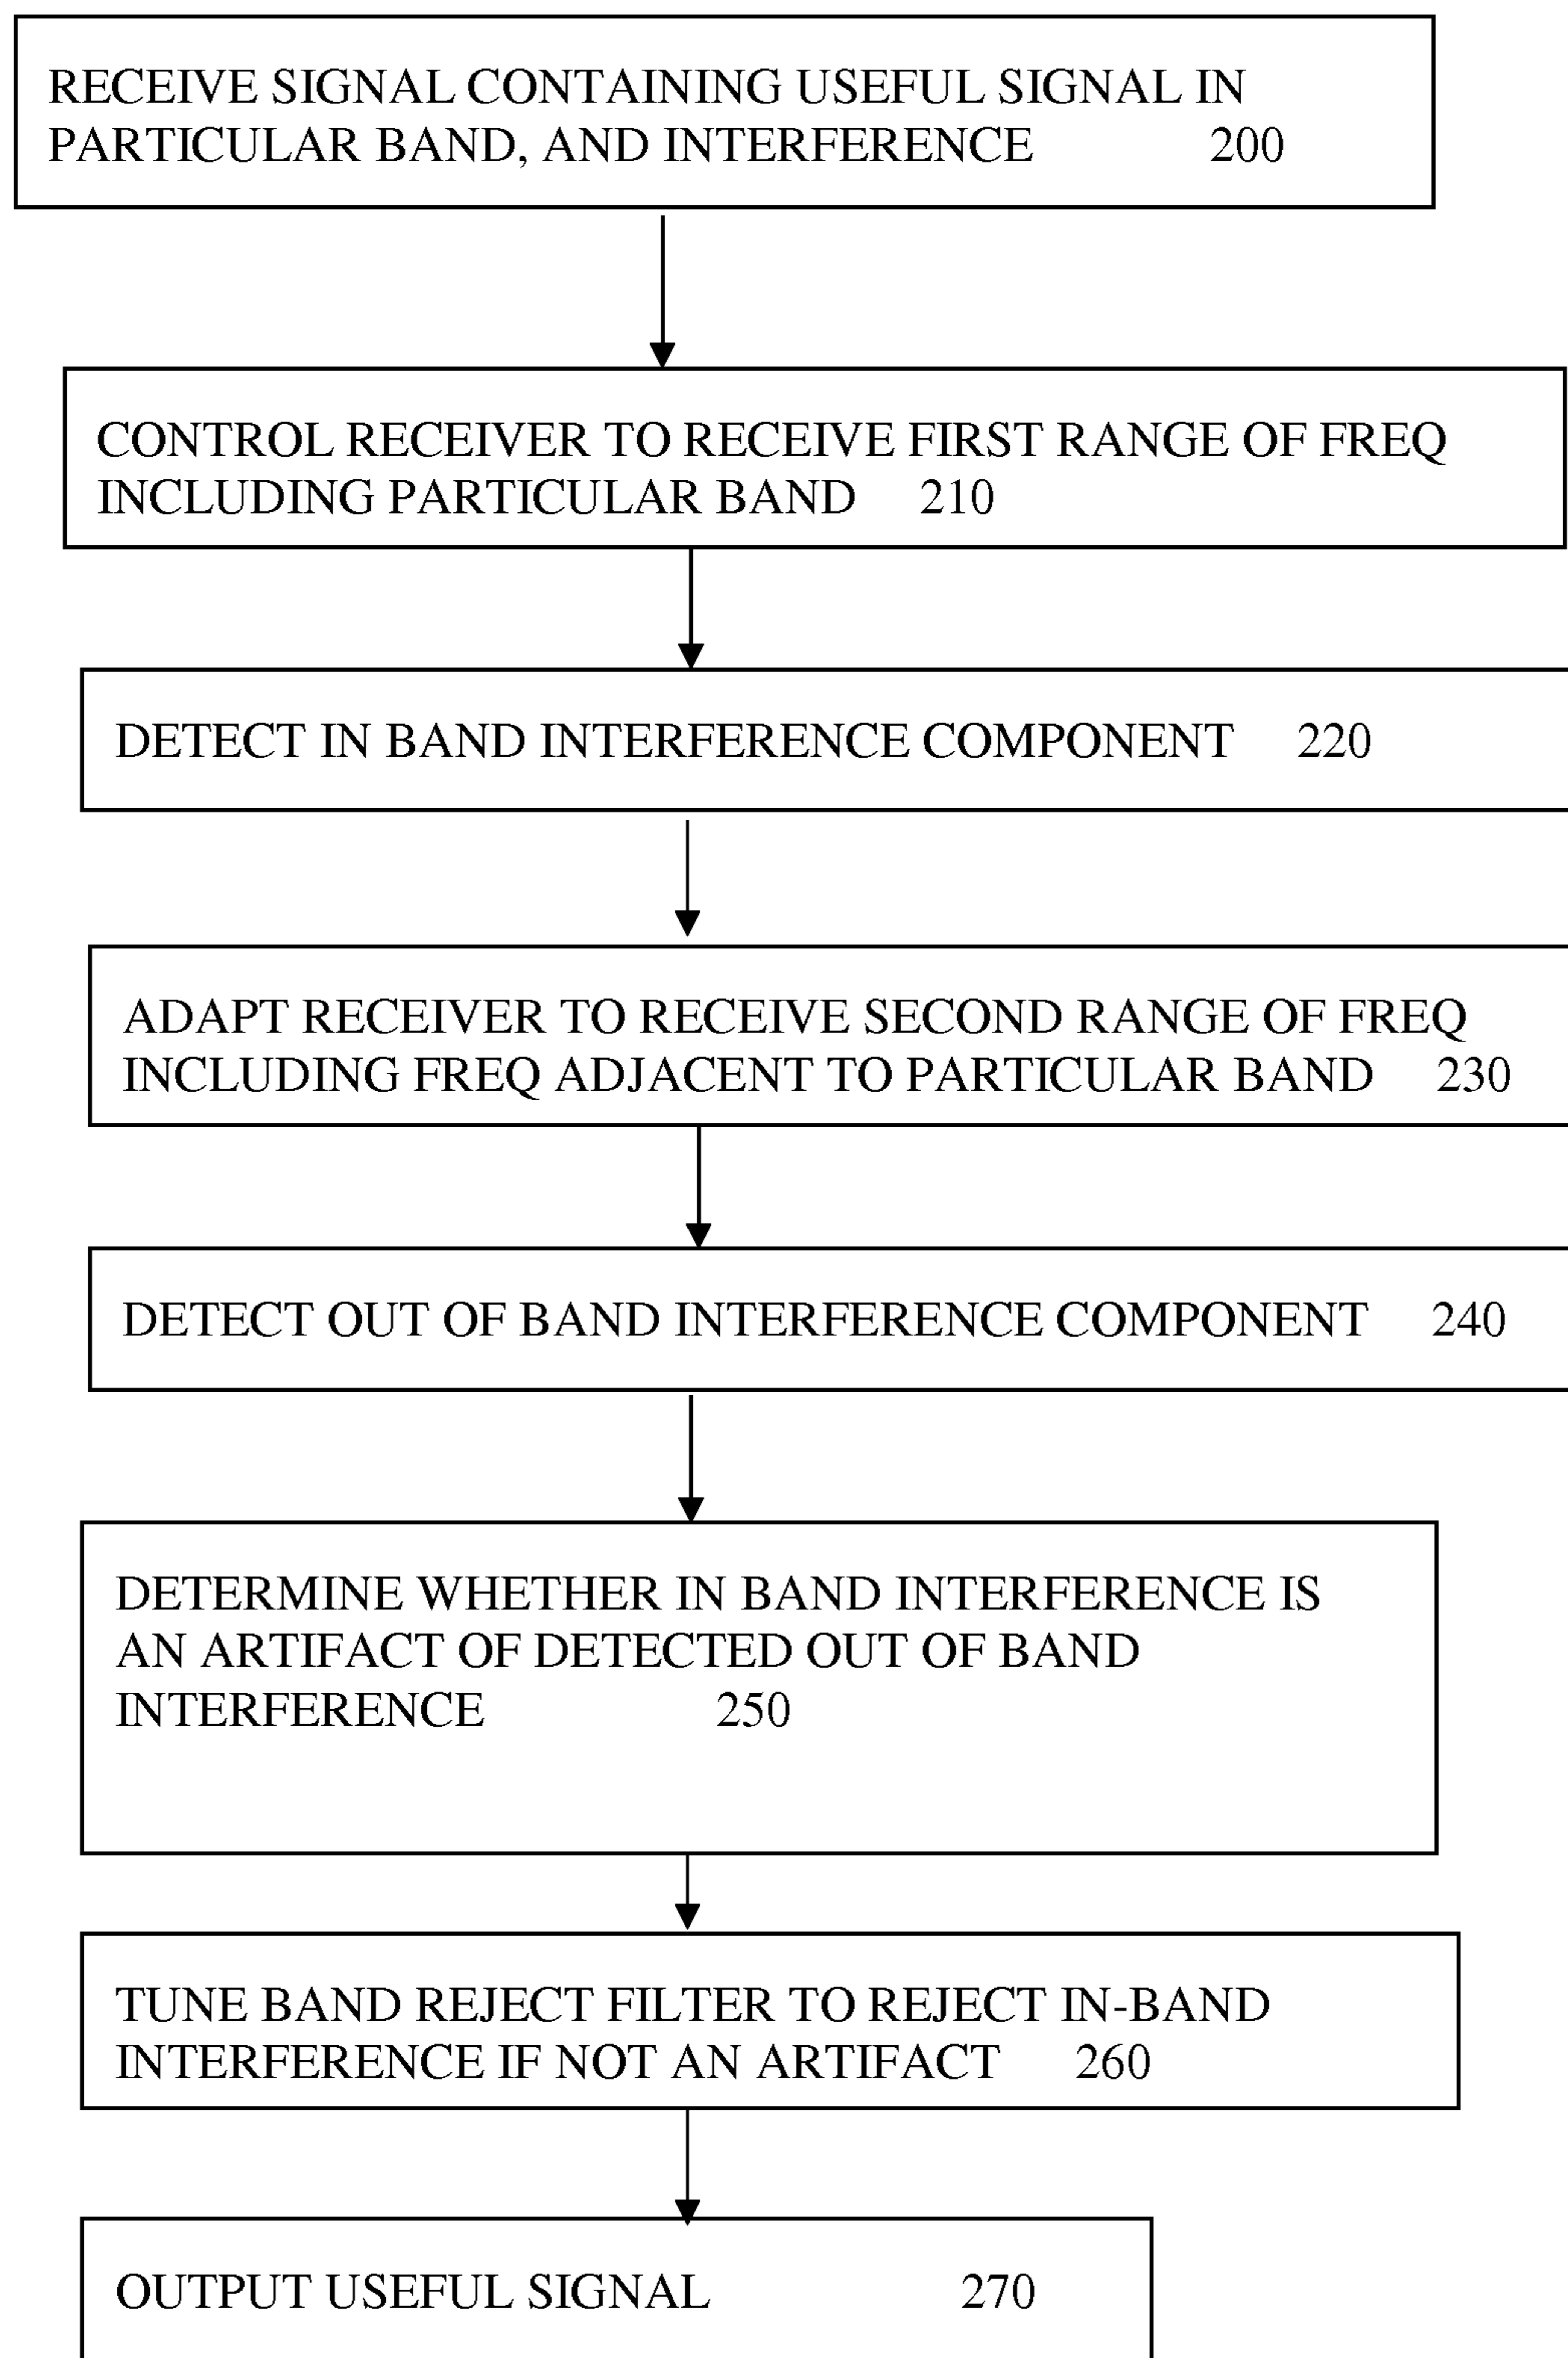 RECEIVE SIGNAL CONTAINING USEFUL SIGNAL IN
PARTICULAR BAND, AND INTERFERENCE 200
CONTROL RECEIVER TO RECEIVE FIRST RANGE OF FREQ
INCLUDING PARTICULAR BAND 210
DETECT IN BAND INTERFERENCE COMPONENT 220
ADAPT RECEIVER TO RECEIVE SECOND RANGE OF FREQ
INCLUDING FREQ ADJACENT TO PARTICULAR BAND 230
DETECT OUT OF BAND INTERFERENCE COMPONENT 240
DETERMINE WHETHER IN BAND INTERFERENCE IS
AN ARTIFACT OF DETECTED OUT OF BAND
INTERFERENCE 250
TUNE BAND REJECT FILTER TO REJECT IN-BAND
INTERFERENCE IF NOT AN ARTIFACT 260
OUTPUT USEFUL SIGNAL 270